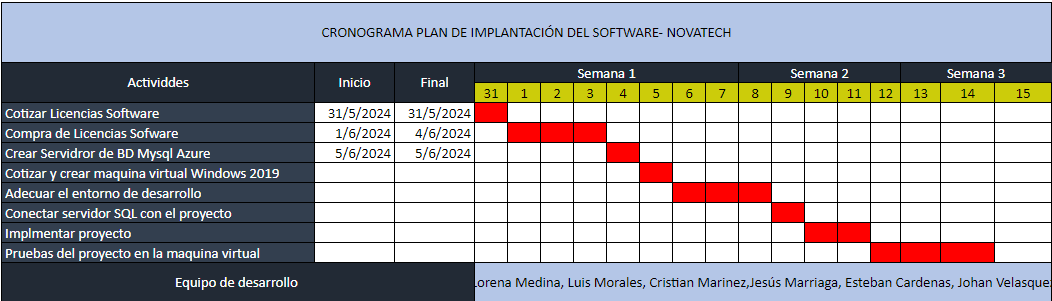 CRONOGRAMA PLAN DE IMPLANTACIÓN DEL SOFTWARE- NOVATECH
Actividdes Inicio Final Semana 1 Semana 2 Semana 3
31 1 2 3 4 5 6 7 8 9 10 11 12 13 14 15
Cotizar Licencias Software 31/5/2024 31/5/2024
Compra de Licencias Sofware 1/6/2024 4/6/2024
Crear Servidror de BD Mysql Azure 5/6/2024 5/6/2024
Cotizar y crear maquina virtual Windows 2019
Adecuar el entorno de desarrollo
Conectar servidor SQL con el proyecto
Implmentar proyecto
Pruebas del proyecto en la maquina virtual
Equipo de desarrollo Lorena Medina, Luis Morales, Cristian Marinez,Jesús Marriaga, Esteban Cardenas, Johan Velasquez